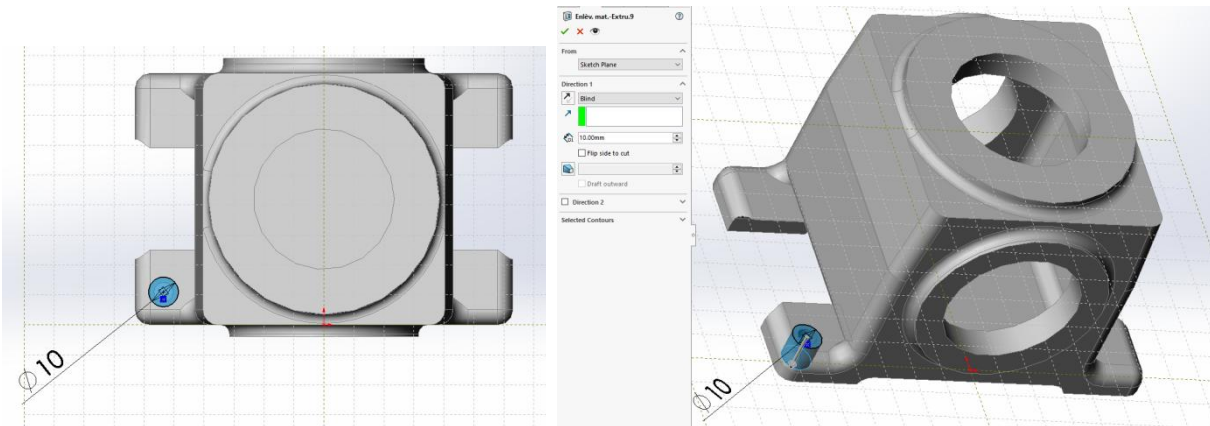 Ø10
Enlèv. mat.-Extru.9
From
Sketch Plane
Direction 1
Blind
10.00mm
Flip side to cut
Draft outward
Direction 2
Selected Contours
Ø10